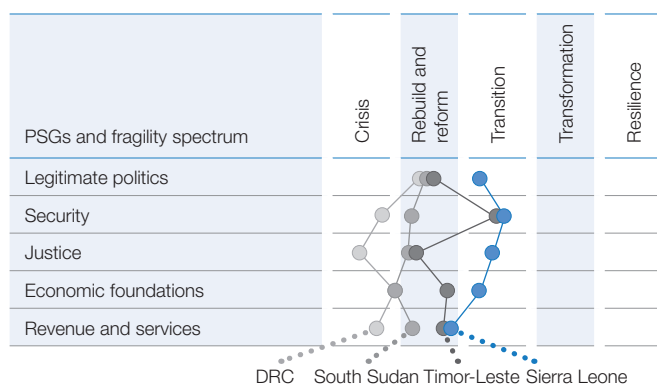 PSGs and fragility spectrum
Crisis
Rebuild and
reform
Transition
Transformation
Resilience
Legitimate politics
Security
Justice
Economic foundations
Revenue and services
DRC South Sudan Timor-Leste Sierra Leone